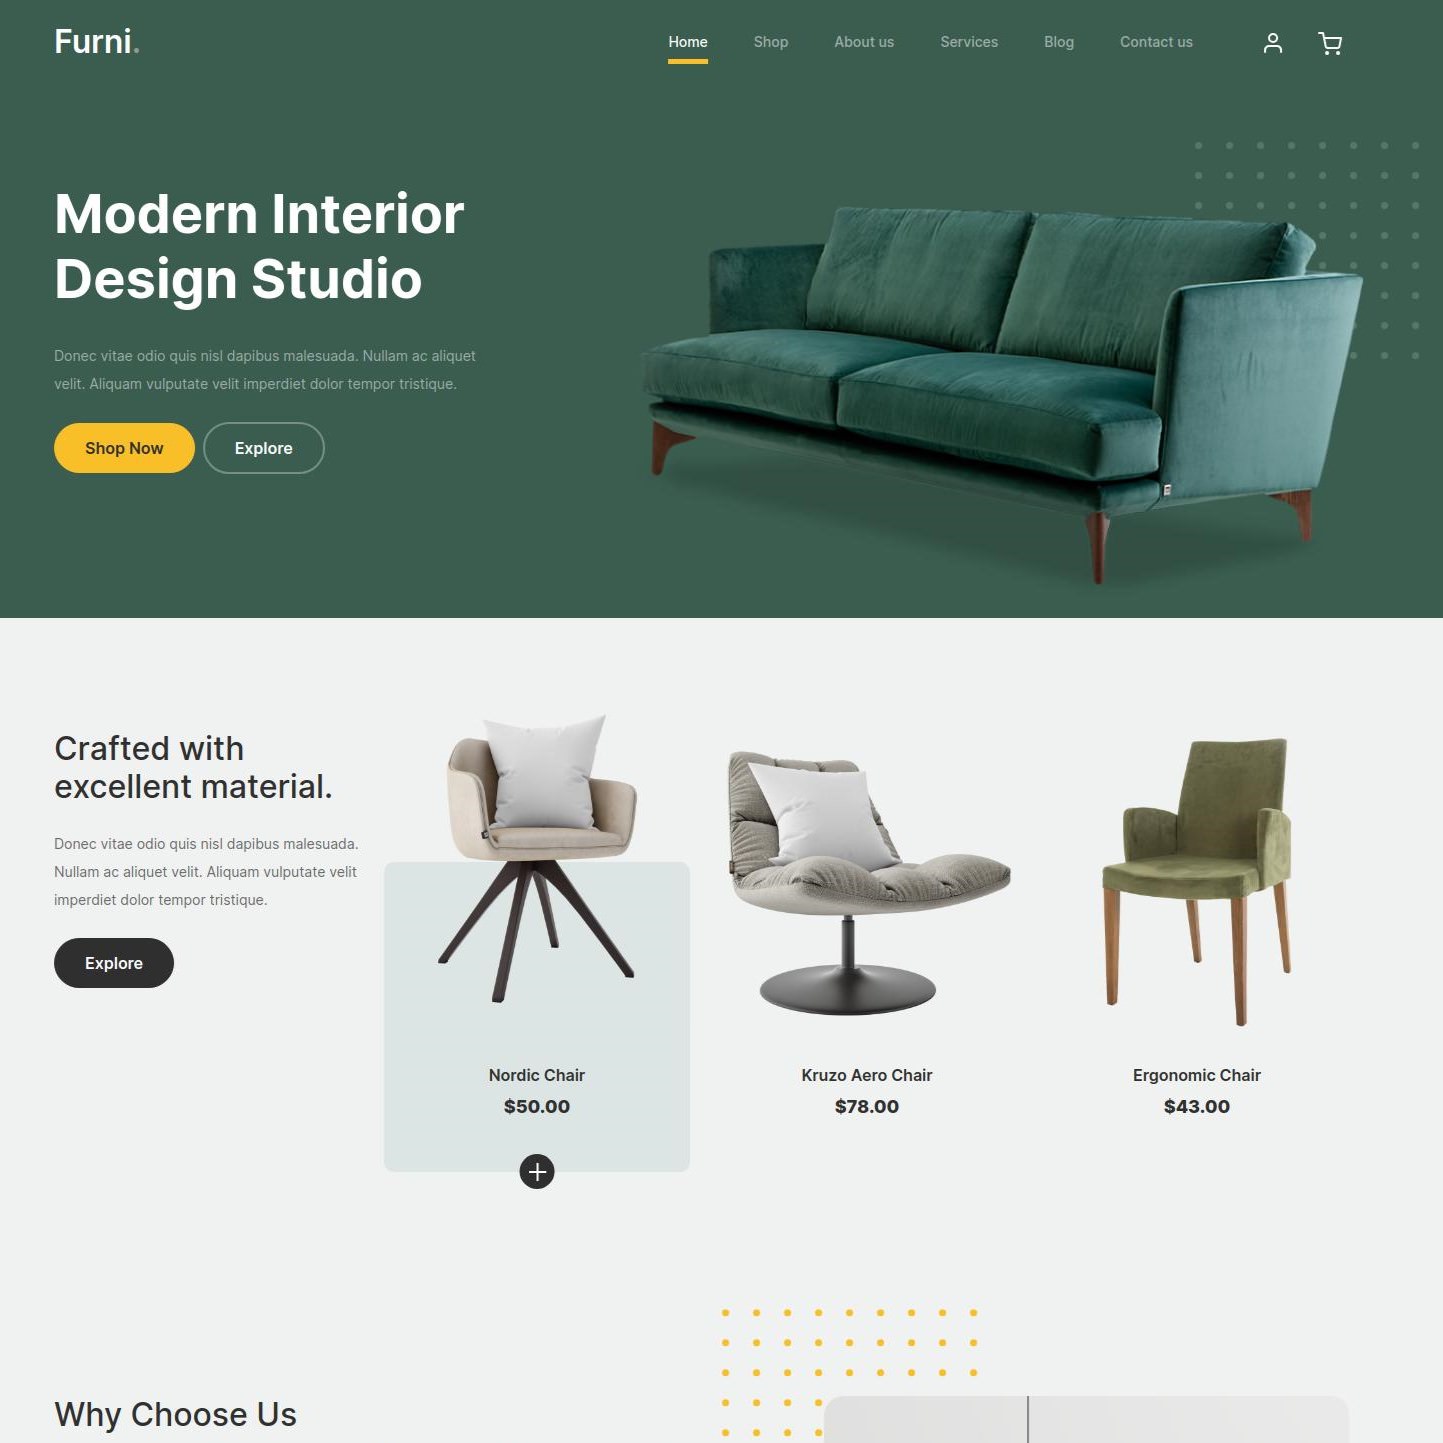 Furni.
Home
Shop
About us
Services
Blog
Contact us
Modern Interior
Design Studio
Donec vitae odio quis nisl dapibus malesuada. Nullam ac aliquet
velit. Aliquam vulputate velit imperdiet dolor tempor tristique.
Shop Now
Explore
Crafted with
excellent material.
Donec vitae odio quis nisl dapibus malesuada.
Nullam ac aliquet velit. Aliquam vulputate velit
imperdiet dolor tempor tristique.
Explore
Nordic Chair
$50.00
Kruzo Aero Chair
$78.00
Ergonomic Chair
$43.00
Why Choose Us